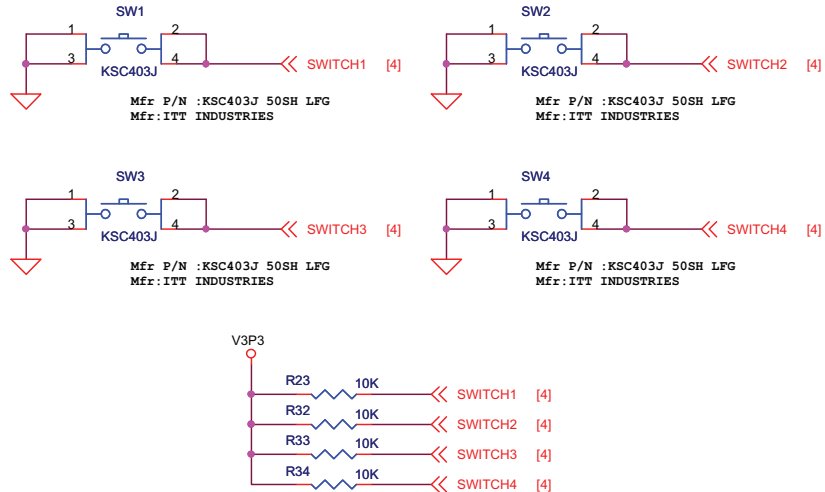 SW1
1 2
3 4
KSC403J
SWITCH1 [4]
Mfr P/N :KSC403J 50SH LFG
Mfr:ITT INDUSTRIES
SW2
1 2
3 4
KSC403J
SWITCH2 [4]
Mfr P/N :KSC403J 50SH LFG
Mfr:ITT INDUSTRIES
SW3
1 2
3 4
KSC403J
SWITCH3 [4]
Mfr P/N :KSC403J 50SH LFG
Mfr:ITT INDUSTRIES
SW4
1 2
3 4
KSC403J
SWITCH4 [4]
Mfr P/N :KSC403J 50SH LFG
Mfr:ITT INDUSTRIES
V3P3
R23 10K SWITCH1 [4]
R32 10K SWITCH2 [4]
R33 10K SWITCH3 [4]
R34 10K SWITCH4 [4]